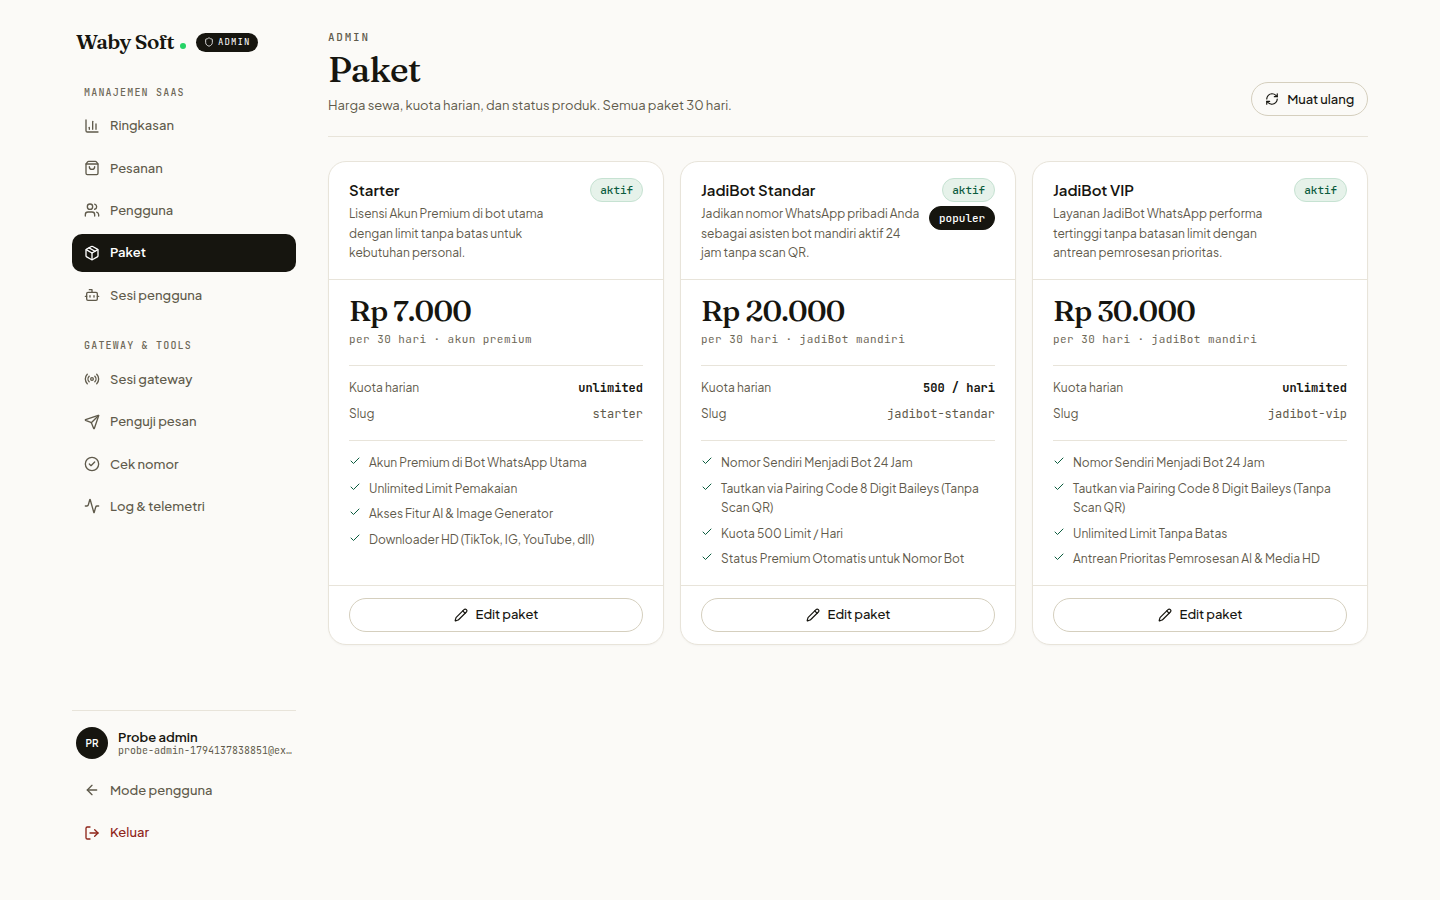 Waby Soft
ADMIN
MANAJEMEN SAAS
Ringkasan
Pesanan
Pengguna
Paket
Sesi pengguna
GATEWAY & TOOLS
Sesi gateway
Penguji pesan
Cek nomor
Log & telemetri
PR
Probe admin
probe-admin-1794137838851@ex…
Mode pengguna
Keluar
ADMIN
Paket
Harga sewa, kuota harian, dan status produk. Semua paket 30 hari.
Muat ulang
Starter
aktif
Lisensi Akun Premium di bot utama
dengan limit tanpa batas untuk
kebutuhan personal.
Rp 7.000
per 30 hari · akun premium
Kuota harian unlimited
Slug starter
Akun Premium di Bot WhatsApp Utama
Unlimited Limit Pemakaian
Akses Fitur AI & Image Generator
Downloader HD (TikTok, IG, YouTube, dll)
Edit paket
JadiBot Standar
aktif
populer
Jadikan nomor WhatsApp pribadi Anda
sebagai asisten bot mandiri aktif 24
jam tanpa scan QR.
Rp 20.000
per 30 hari · jadiBot mandiri
Kuota harian 500 / hari
Slug jadibot-standar
Nomor Sendiri Menjadi Bot 24 Jam
Tautkan via Pairing Code 8 Digit Baileys (Tanpa
Scan QR)
Kuota 500 Limit / Hari
Status Premium Otomatis untuk Nomor Bot
Edit paket
JadiBot VIP
aktif
Layanan JadiBot WhatsApp performa
tertinggi tanpa batasan limit dengan
antrean pemrosesan prioritas.
Rp 30.000
per 30 hari · jadiBot mandiri
Kuota harian unlimited
Slug jadibot-vip
Nomor Sendiri Menjadi Bot 24 Jam
Tautkan via Pairing Code 8 Digit Baileys (Tanpa
Scan QR)
Unlimited Limit Tanpa Batas
Antrean Prioritas Pemrosesan AI & Media HD
Edit paket